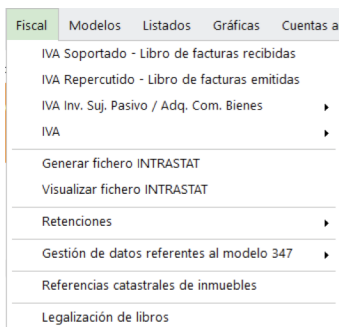 Fiscal Modelos Listados Gráficas Cuentas a
IVA Soportado - Libro de facturas recibidas
IVA Repercutido - Libro de facturas emitidas
IVA Inv. Suj. Pasivo / Adq. Com. Bienes
IVA
Generar fichero INTRASTAT
Visualizar fichero INTRASTAT
Retenciones
Gestión de datos referentes al modelo 347
Referencias catastrales de inmuebles
Legalización de libros